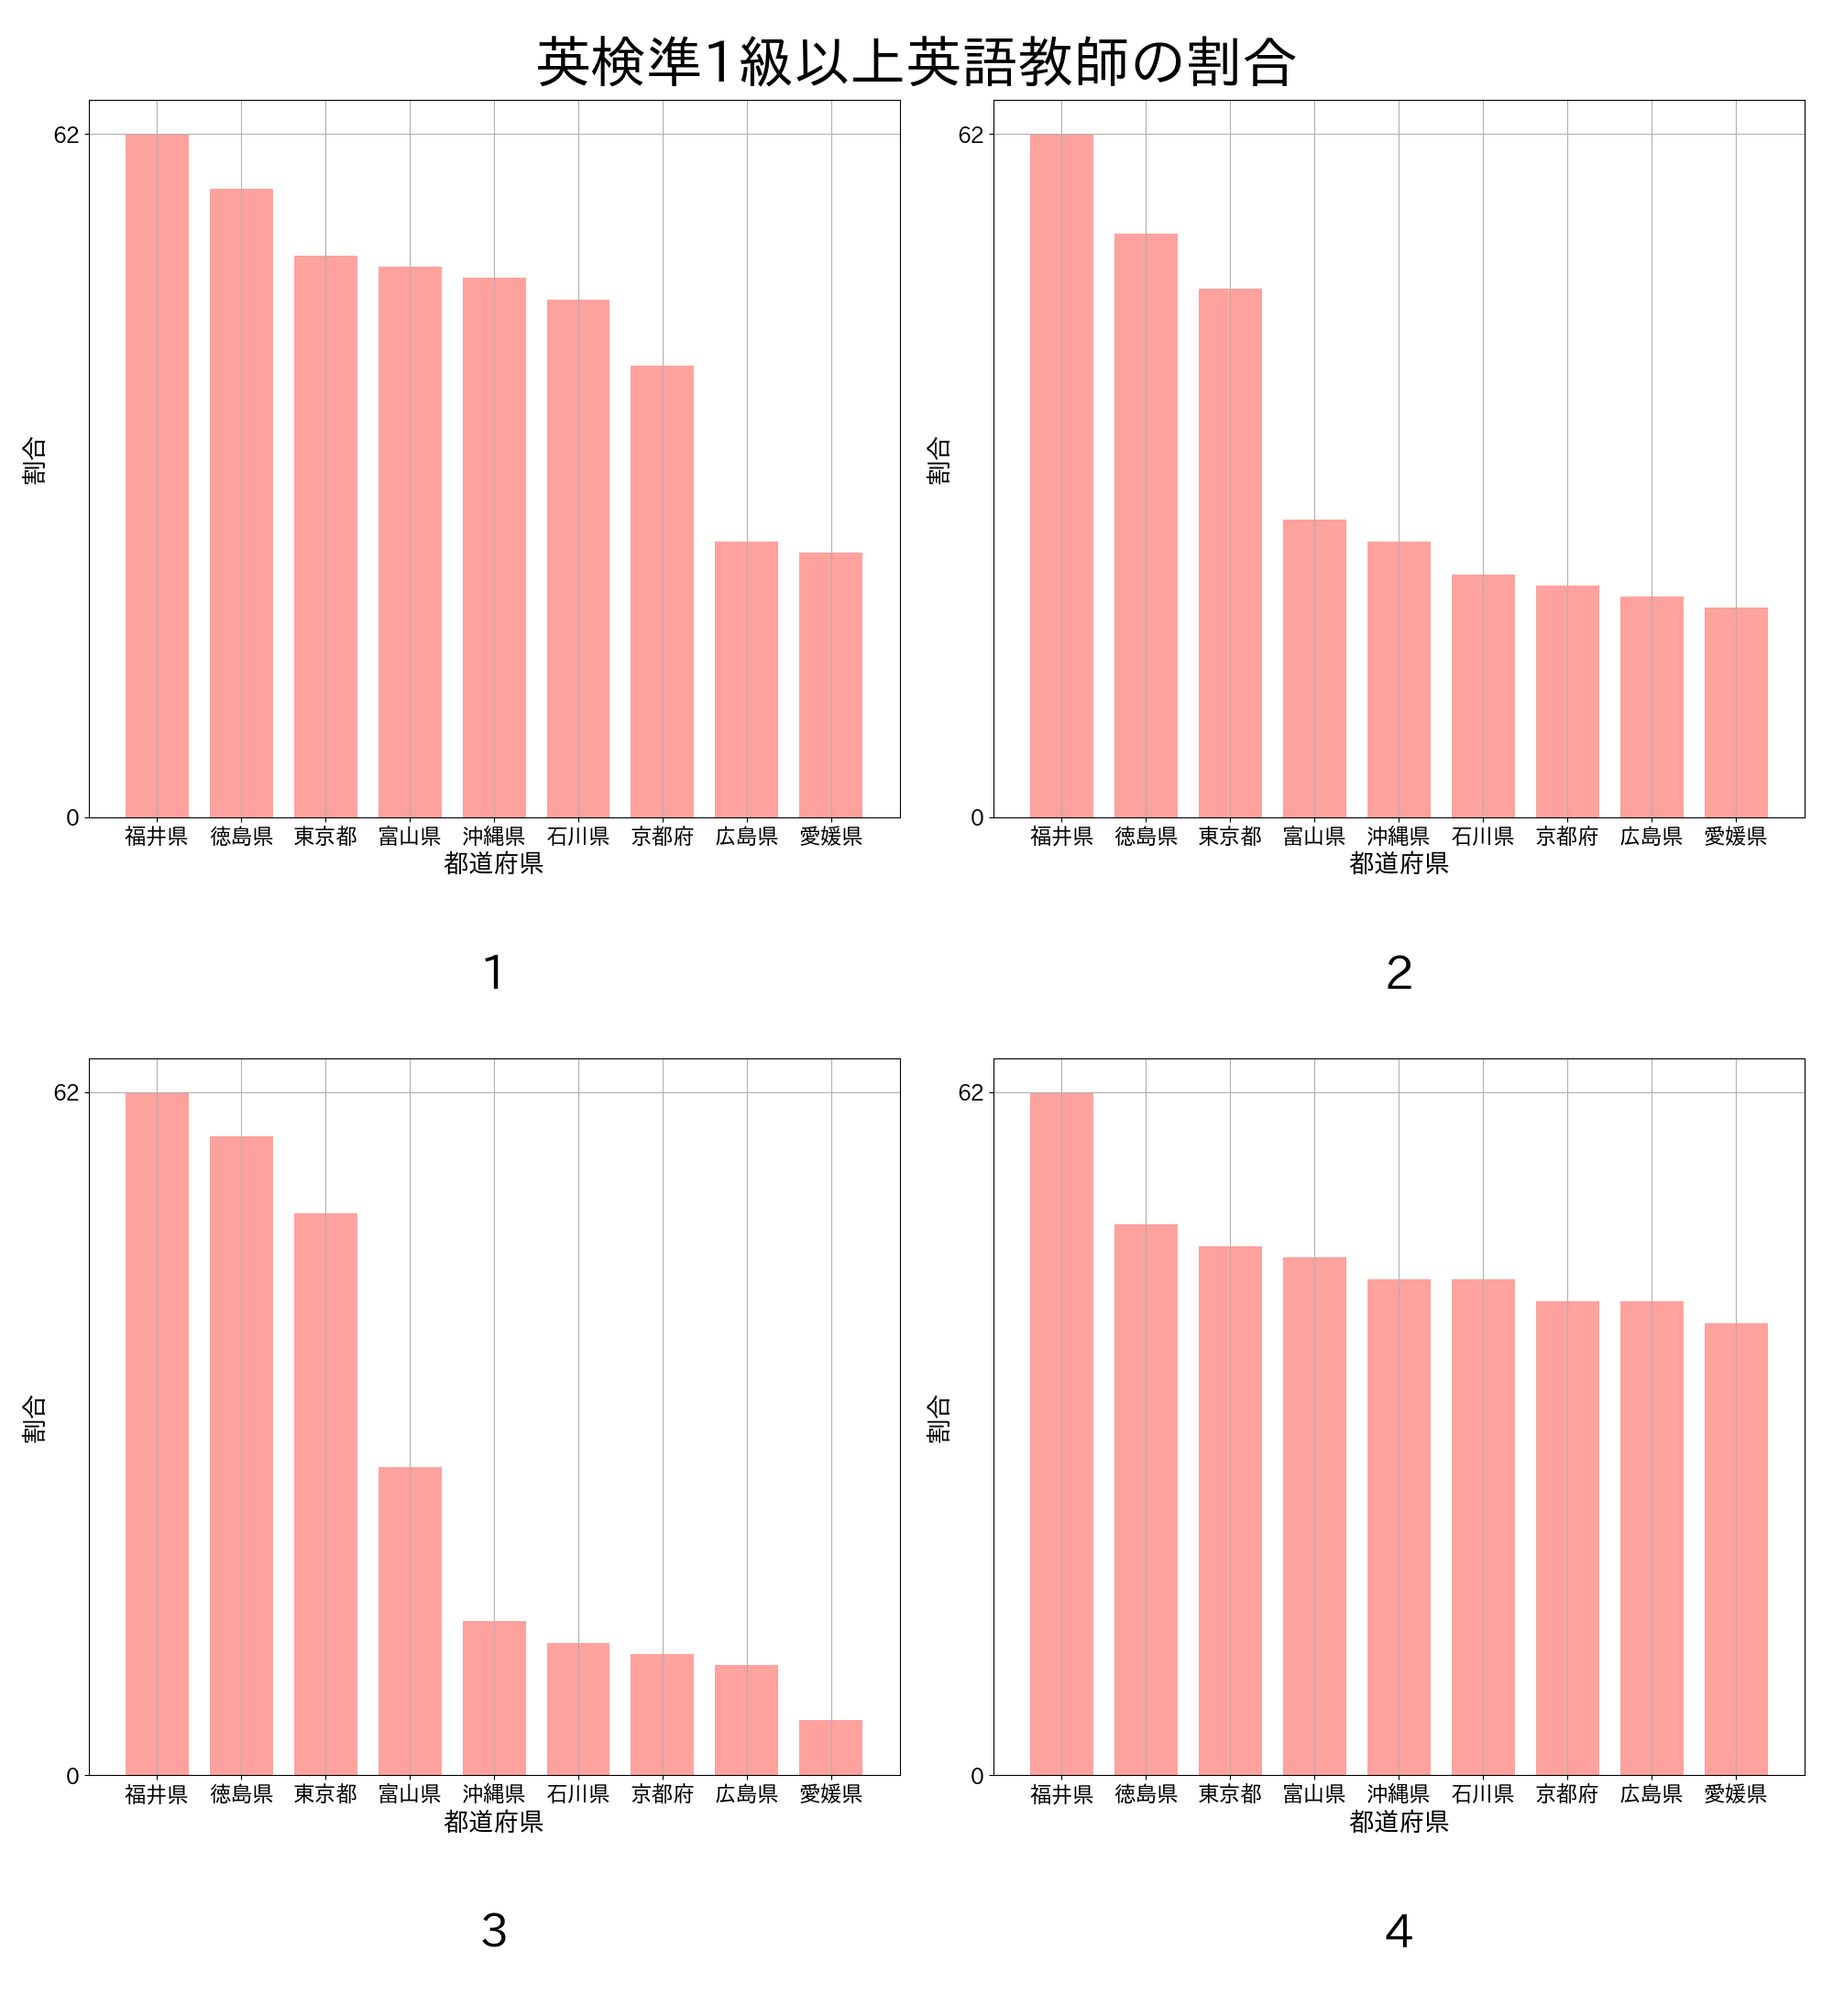 英検準1級以上英語教師の割合
62
0
割合
福井県 徳島県 東京都 富山県 沖縄県 石川県 京都府 広島県 愛媛県
都道府県
1
62
0
割合
福井県 徳島県 東京都 富山県 沖縄県 石川県 京都府 広島県 愛媛県
都道府県
2
62
0
割合
福井県 徳島県 東京都 富山県 沖縄県 石川県 京都府 広島県 愛媛県
都道府県
3
62
0
割合
福井県 徳島県 東京都 富山県 沖縄県 石川県 京都府 広島県 愛媛県
都道府県
4